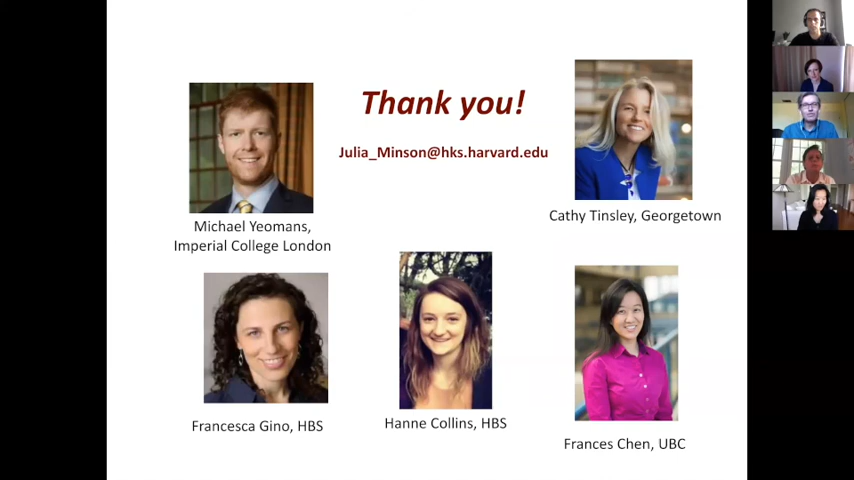 Thank you!
Julia_Minson@hks.harvard.edu
Michael Yeomans,
Imperial College London
Cathy Tinsley, Georgetown
Francesca Gino, HBS
Hanne Collins, HBS
Frances Chen, UBC